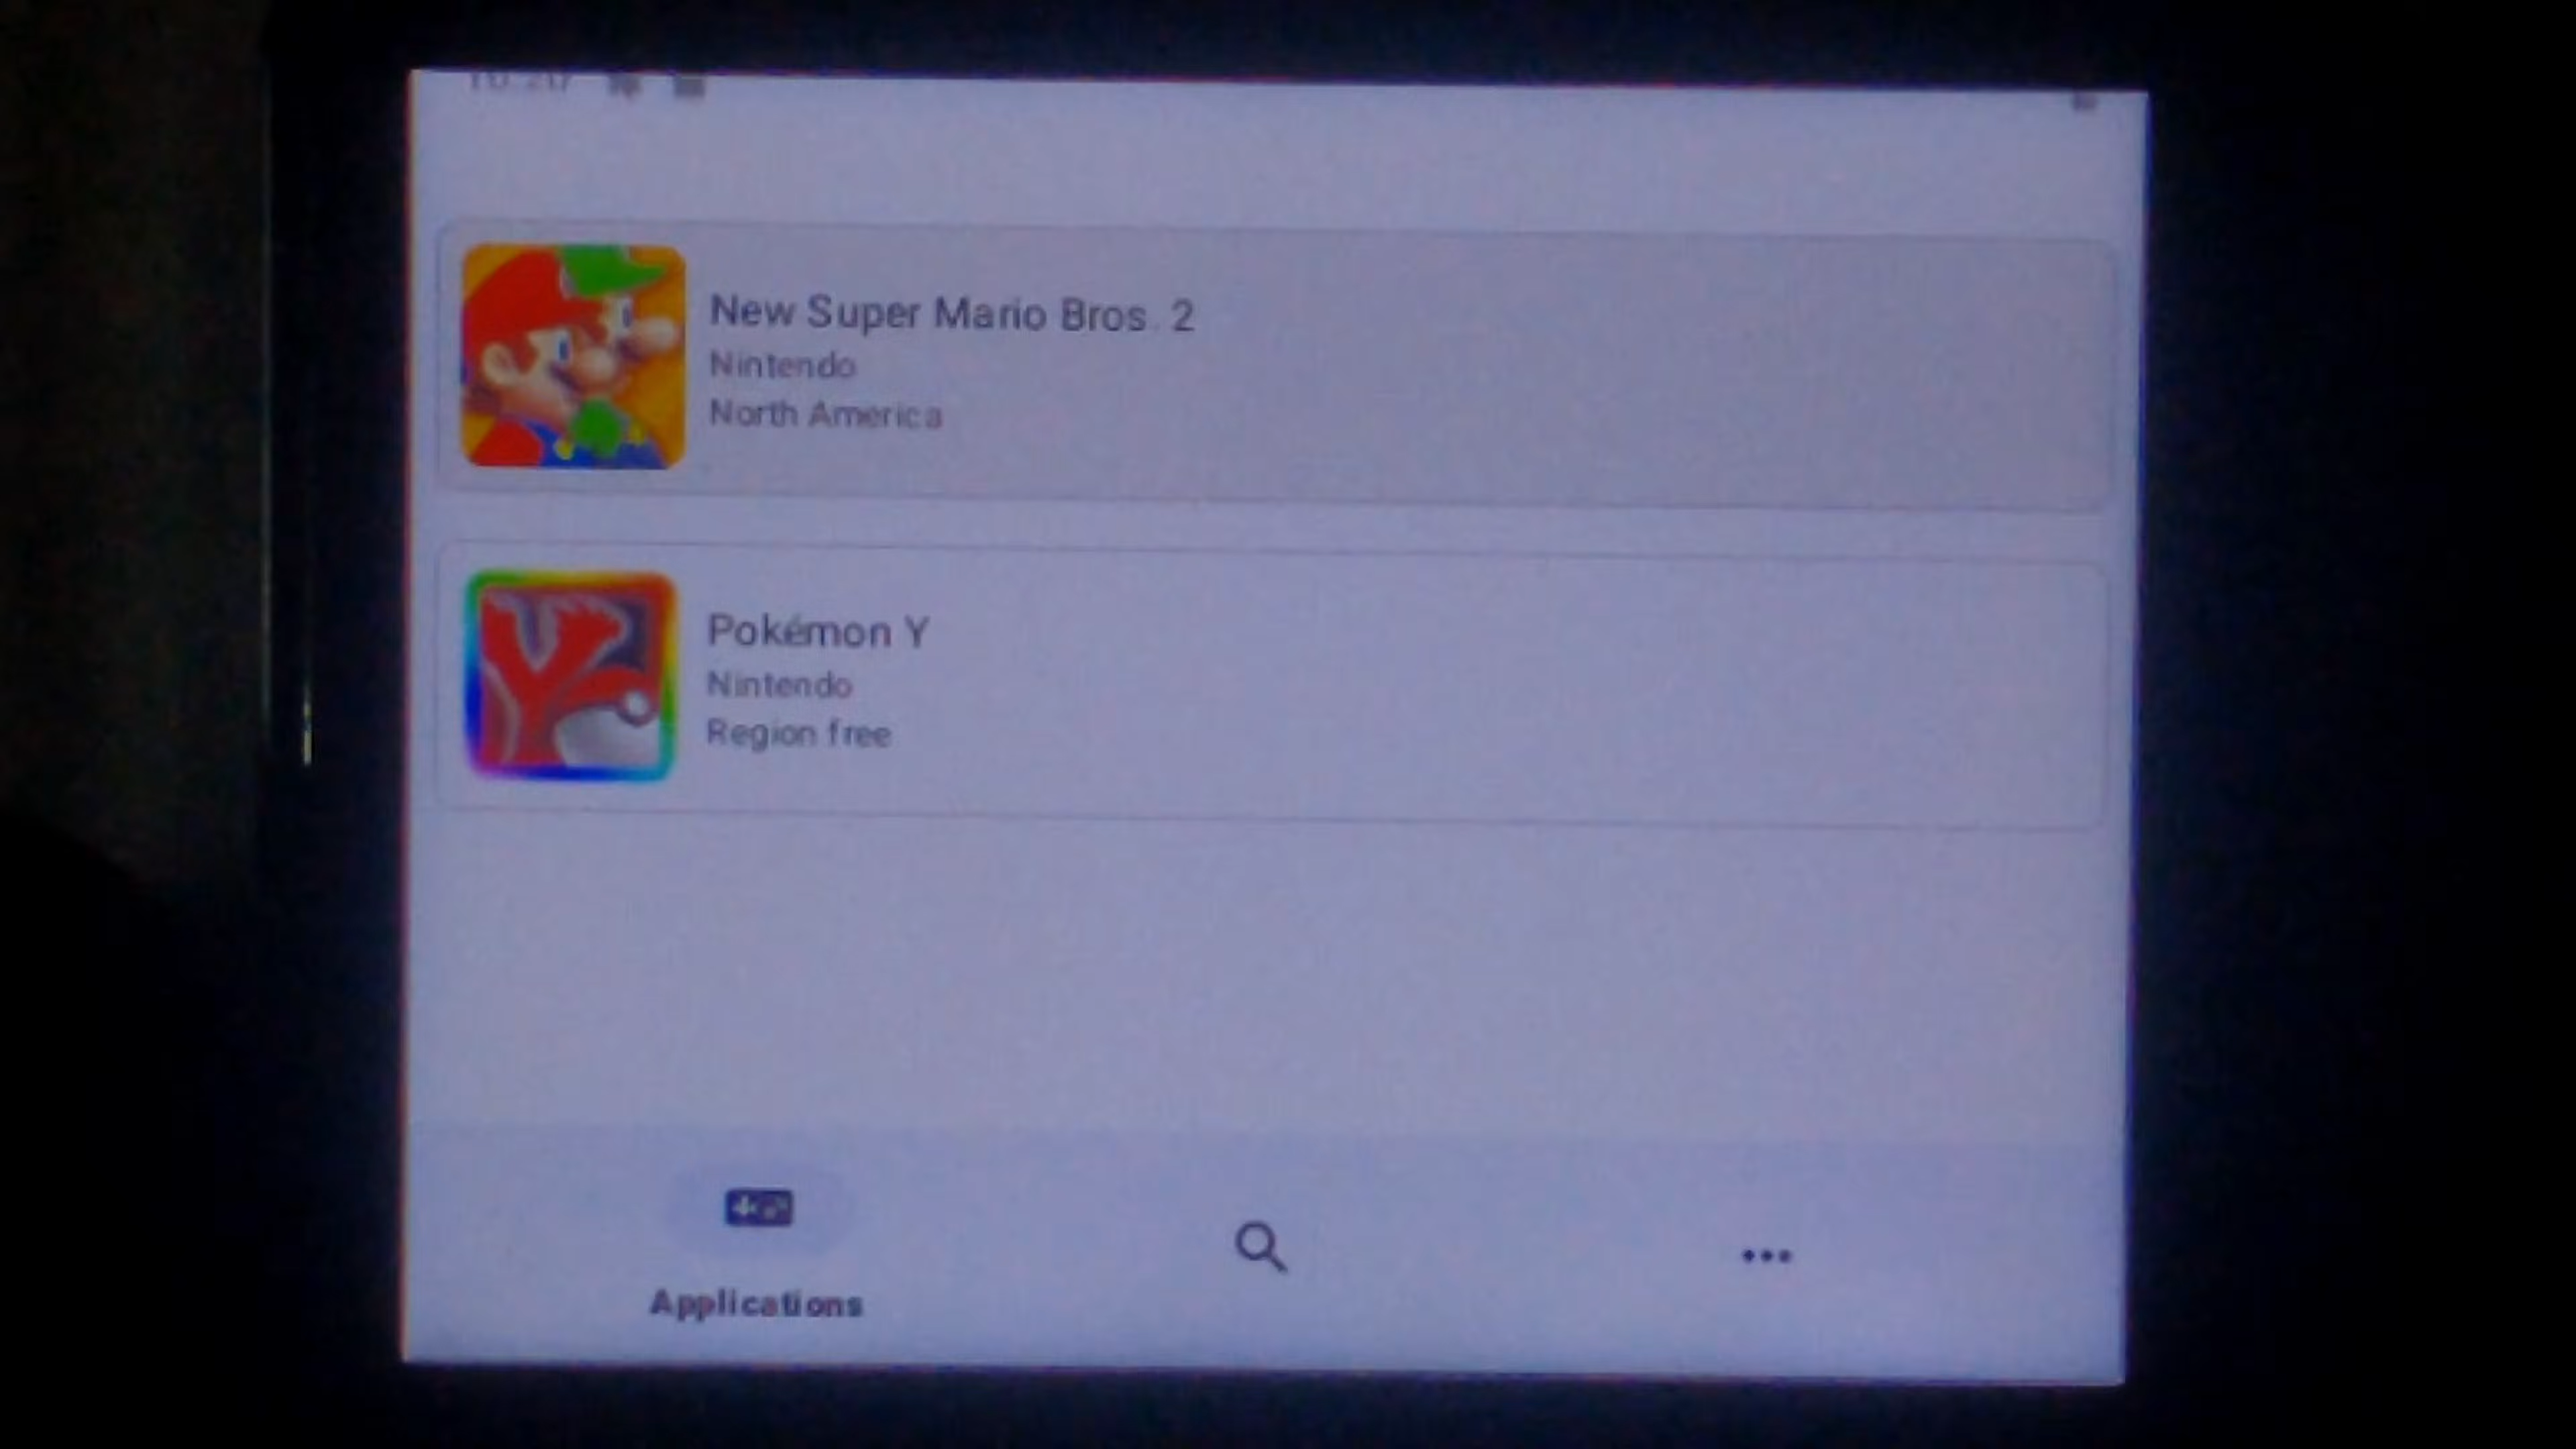 New Super Mario Bros. 2
Nintendo
North America
Pokémon Y
Nintendo
Region free
Applications